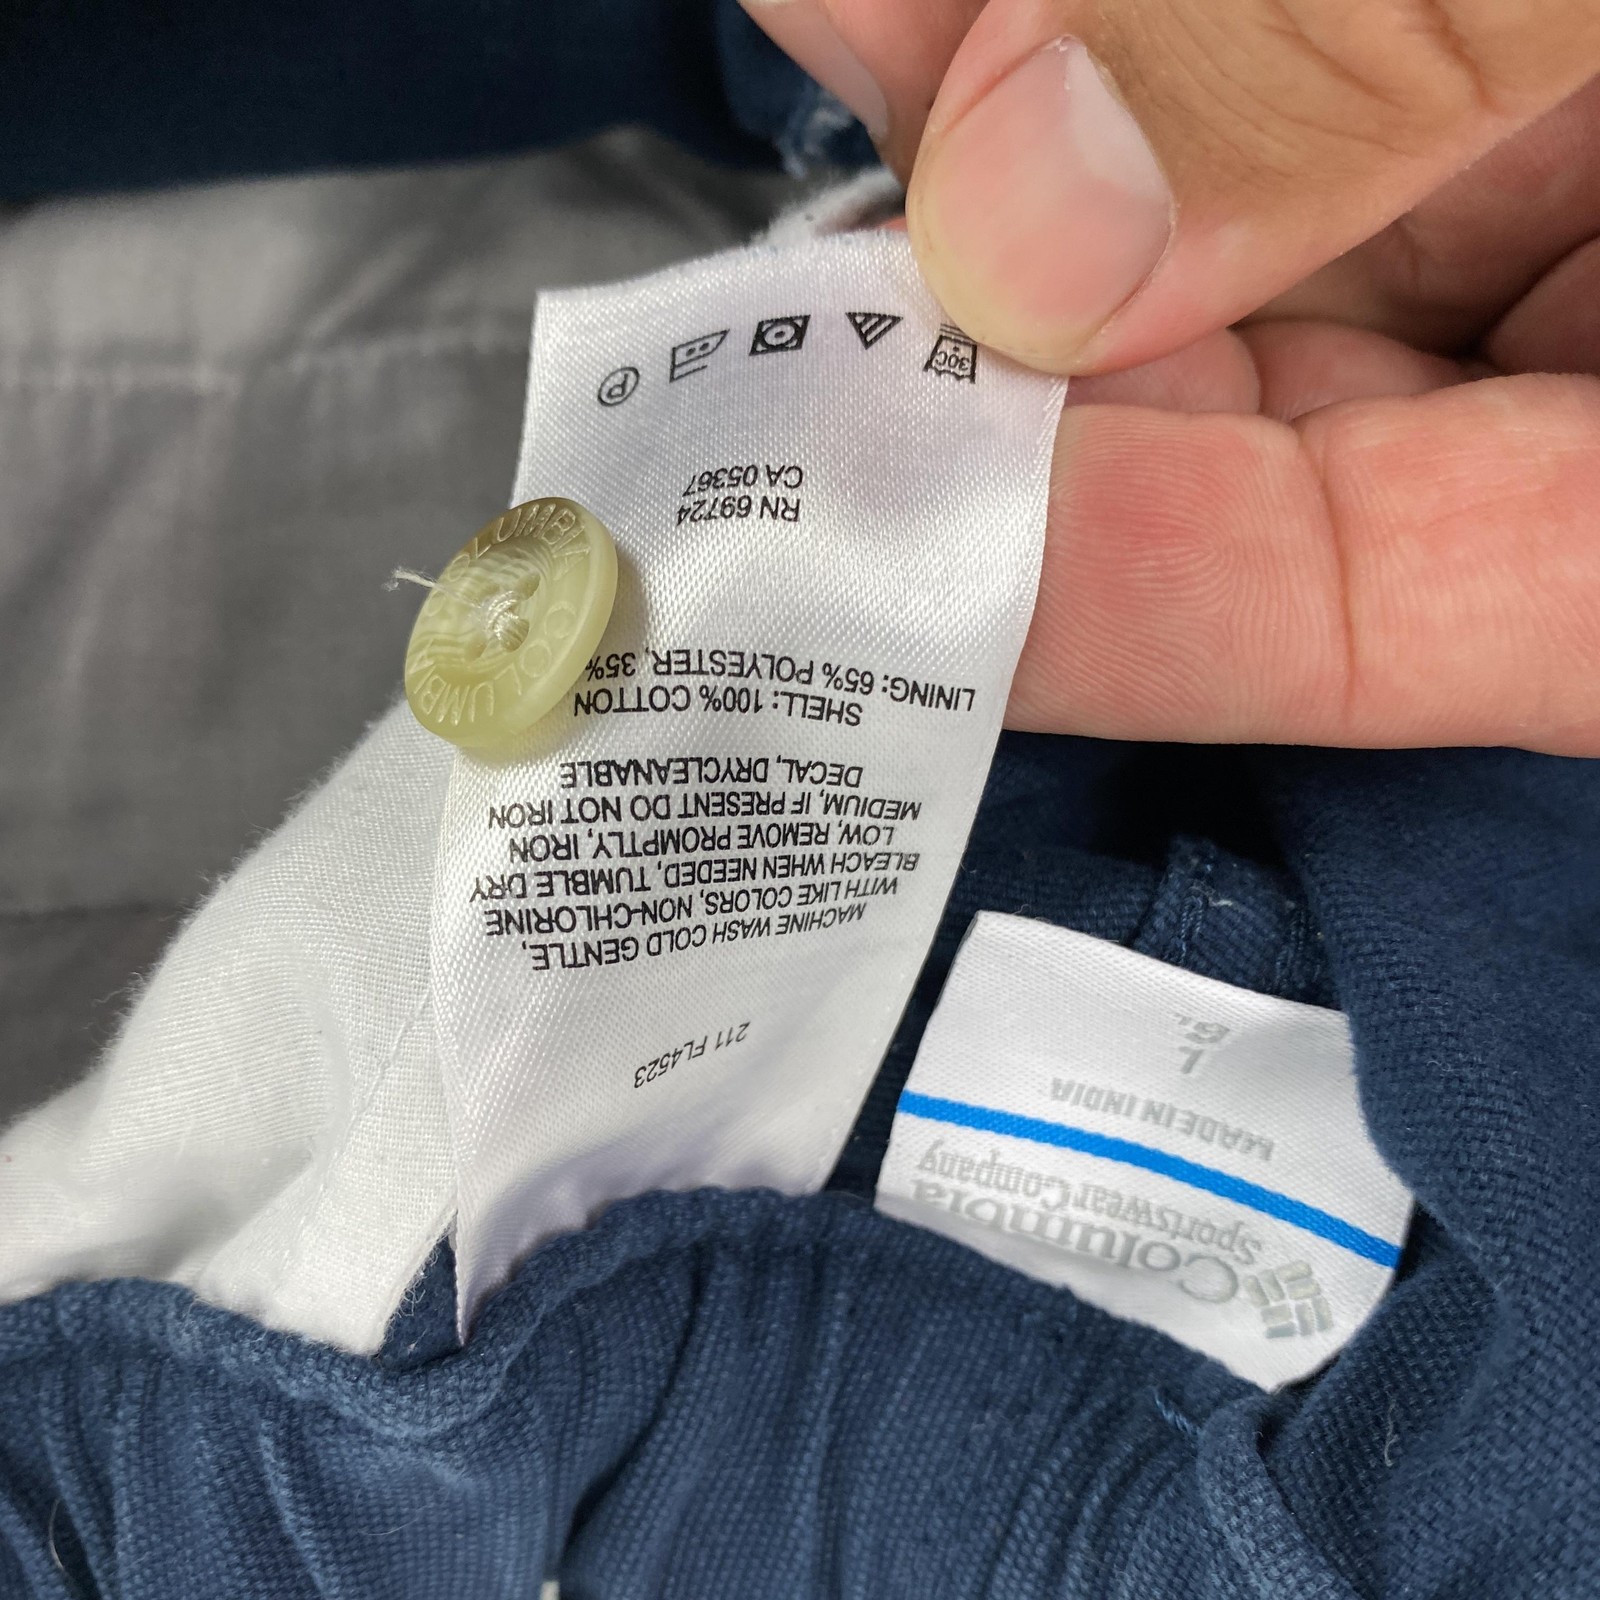 211 FL4523
MACHINE WASH COLD GENTLE,
WITH LIKE COLORS, NON-CHLORINE
BLEACH WHEN NEEDED, TUMBLE DRY
LOW, REMOVE PROMPTLY, IRON
MEDIUM, IF PRESENT DO NOT IRON
DECAL, DRYCLEANABLE
SHELL: 100% COTTON
LINING: 65% POLYESTER, 35%
RN 69724
CA 05367
30C
P
COLUMBIA COLUMBIA
Columbia
Sportswear Company
MADE IN INDIA
L